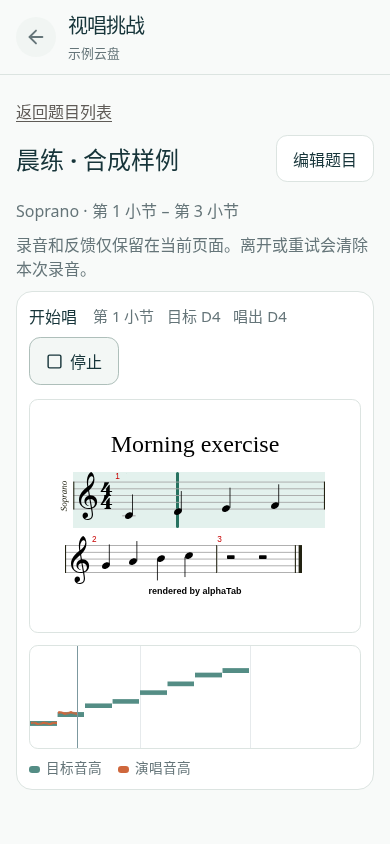 视唱挑战
示例云盘
返回题目列表
晨练 · 合成样例
编辑题目
Soprano · 第 1 小节 – 第 3 小节
录音和反馈仅保留在当前页面。离开或重试会清除
本次录音。
开始唱 第 1 小节 目标 D4 唱出 D4
停止
Morning exercise
Soprano
1
4
4
2
3
rendered by alphaTab
目标音高 演唱音高